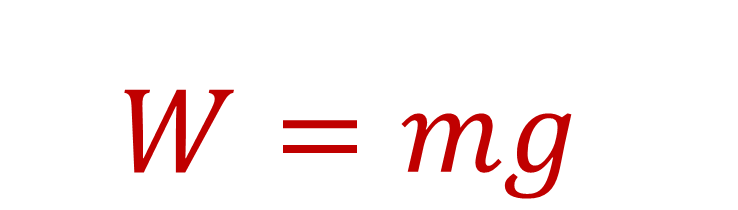 W = mg